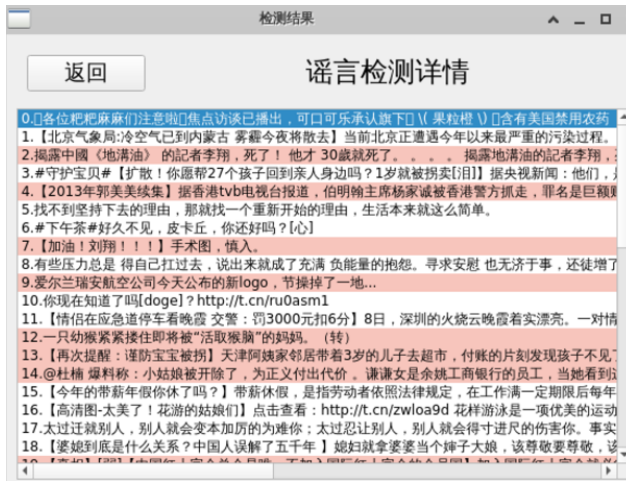 检测结果
返回
谣言检测详情
0.▯各位粑粑麻麻们注意啦▯焦点访谈已播出，可口可乐承认旗下▯ \( 果粒橙 \) ▯含有美国禁用农药
1.【北京气象局:冷空气已到内蒙古 雾霾今夜将散去】当前北京正遭遇今年以来最严重的污染过程。
2.揭露中國《地溝油》 的記者李翔，死了！ 他才 30歲就死了。 。 。 。 揭露地溝油的記者李翔，
3.#守护宝贝#【扩散！你愿帮27个孩子回到亲人身边吗？1岁就被拐卖[泪]】据央视新闻：他们，
4.【2013年郭美美续集】据香港tvb电视台报道，伯明翰主席杨家诚被香港警方抓走，罪名是巨额
5.找不到坚持下去的理由，那就找一个重新开始的理由，生活本来就这么简单。
6.#下午茶#好久不见，皮卡丘，你还好吗？[心]
7.【加油！刘翔！！！】手术图，慎入。
8.有些压力总是 得自己扛过去，说出来就成了充满 负能量的抱怨。寻求安慰 也无济于事，还徒增了
9.爱尔兰瑞安航空公司今天公布的新logo，节操掉了一地...
10.你现在知道了吗[doge]？http://t.cn/ru0asm1
11.【情侣在应急道停车看晚霞 交警：罚3000元扣6分】8日，深圳的火烧云晚霞着实漂亮。一对情
12.一只幼猴紧紧搂住即将被“活取猴脑”的妈妈。（转）
13.【再次提醒：谨防宝宝被拐】天津阿姨家邻居带着3岁的儿子去超市，付账的片刻发现孩子不见了
14.@杜楠 爆料称：小姑娘被开除了，为正义付出代价 。谦谦女是余姚工商银行的员工，当她看到这
15.【今年的带薪年假你休了吗？】带薪休假，是指劳动者依照法律规定，在工作满一定期限后每年
16.【高清图-太美了！花游的姑娘们】点击查看：http://t.cn/zwloa9d 花样游泳是一项优美的运动
17.太过迁就别人，别人就会变本加厉的为难你；太过忍让别人，别人就会得寸进尺的伤害你。事实
18.【婆媳到底是什么关系？中国人误解了五千年 】媳妇就拿婆婆当个婶子大娘，该尊敬要尊敬，该